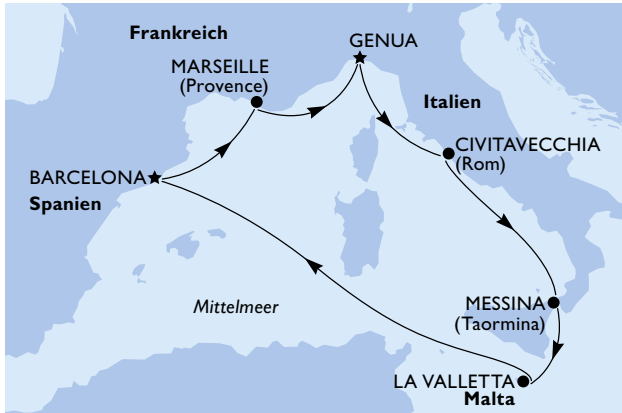 Frankreich
GENUA
MARSEILLE
(Provence)
Italien
CIVITAVECCHIA
(Rom)
BARCELONA
Spanien
Mittelmeer
MESSINA
(Taormina)
LA VALLETTA
Malta